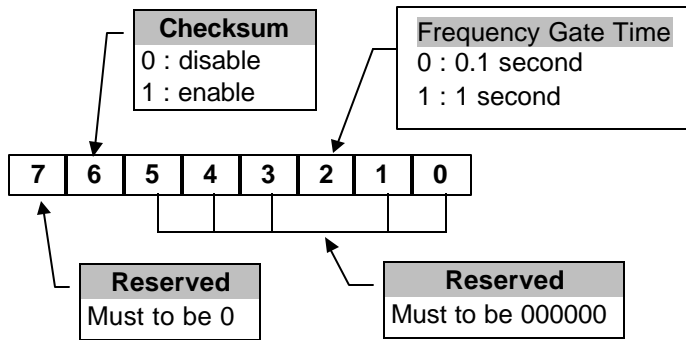 Checksum
0 : disable
1 : enable
Frequency Gate Time
0 : 0.1 second
1 : 1 second
7 6 5 4 3 2 1 0
Reserved
Must to be 0
Reserved
Must to be 000000